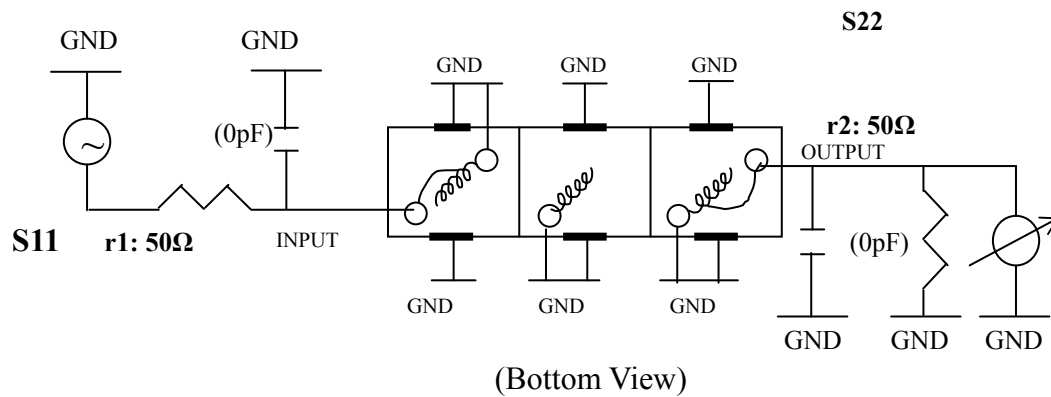 S22
GND
GND
GND
GND
GND
(0pF)
r2: 50Ω
OUTPUT
S11
r1: 50Ω
INPUT
(0pF)
GND
GND
GND
GND
GND
GND
(Bottom View)